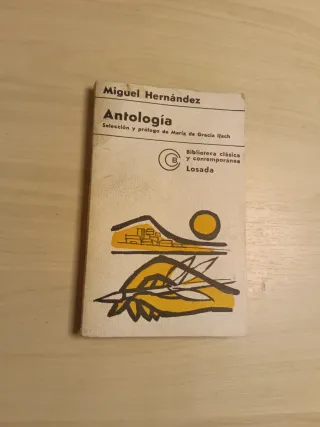 Miguel Hernández
Antología
Selección y prólogo de María de Gracia Ifach
Biblioteca clásica
y contemporánea
Losada